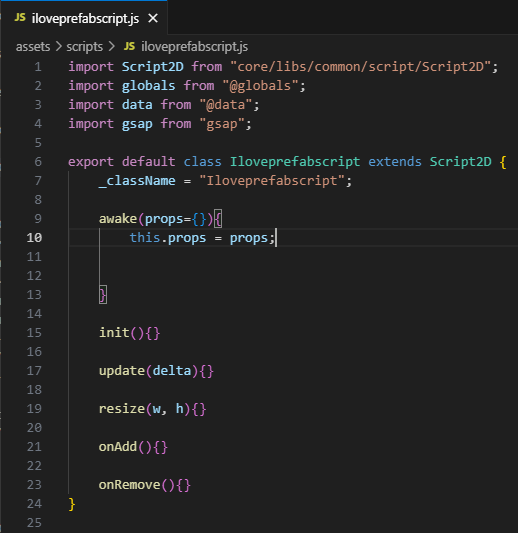 JS iloveprefabscript.js ×
assets > scripts > JS iloveprefabscript.js
1 import Script2D from "core/libs/common/script/Script2D";
2 import globals from "@globals";
3 import data from "@data";
4 import gsap from "gsap";
5
6 export default class Iloveprefabscript extends Script2D {
7     _className = "Iloveprefabscript";
8
9     awake(props={}){
10         this.props = props;
11
12
13     }
14
15     init(){}
16
17     update(delta){}
18
19     resize(w, h){}
20
21     onAdd(){}
22
23     onRemove(){}
24 }
25